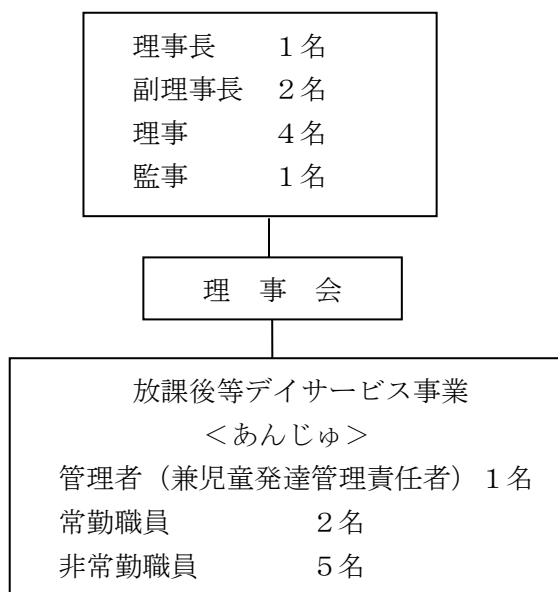 理事長　　１名
副理事長　２名
理事　　　４名
監事　　　１名
理　事　会
放課後等デイサービス事業
＜あんじゅ＞
管理者（兼児童発達管理責任者）１名
常勤職員　　　　２名
非常勤職員　　　５名